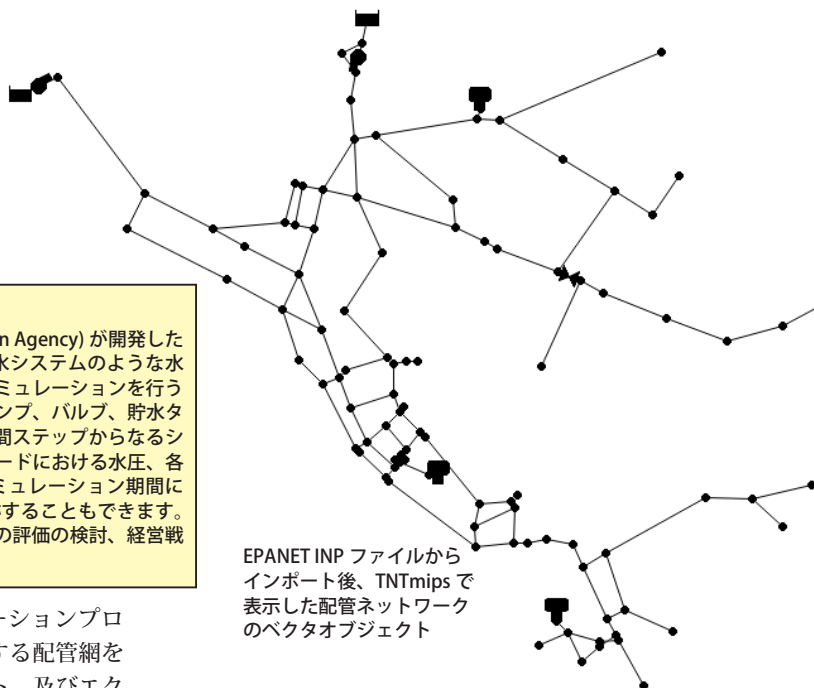 n Agency) が開発した
水システムのような水
ミュレーションを行う
ンプ、バルブ、貯水タ
間ステップからなるシ
ードにおける水圧、各
ミュレーション期間に
することもできます。
の評価の検討、経営戦
EPANET INP ファイルから
インポート後、TNTmips で
表示した配管ネットワーク
のベクタオブジェクト
ーションプロ
する配管網を
ト、及びエク